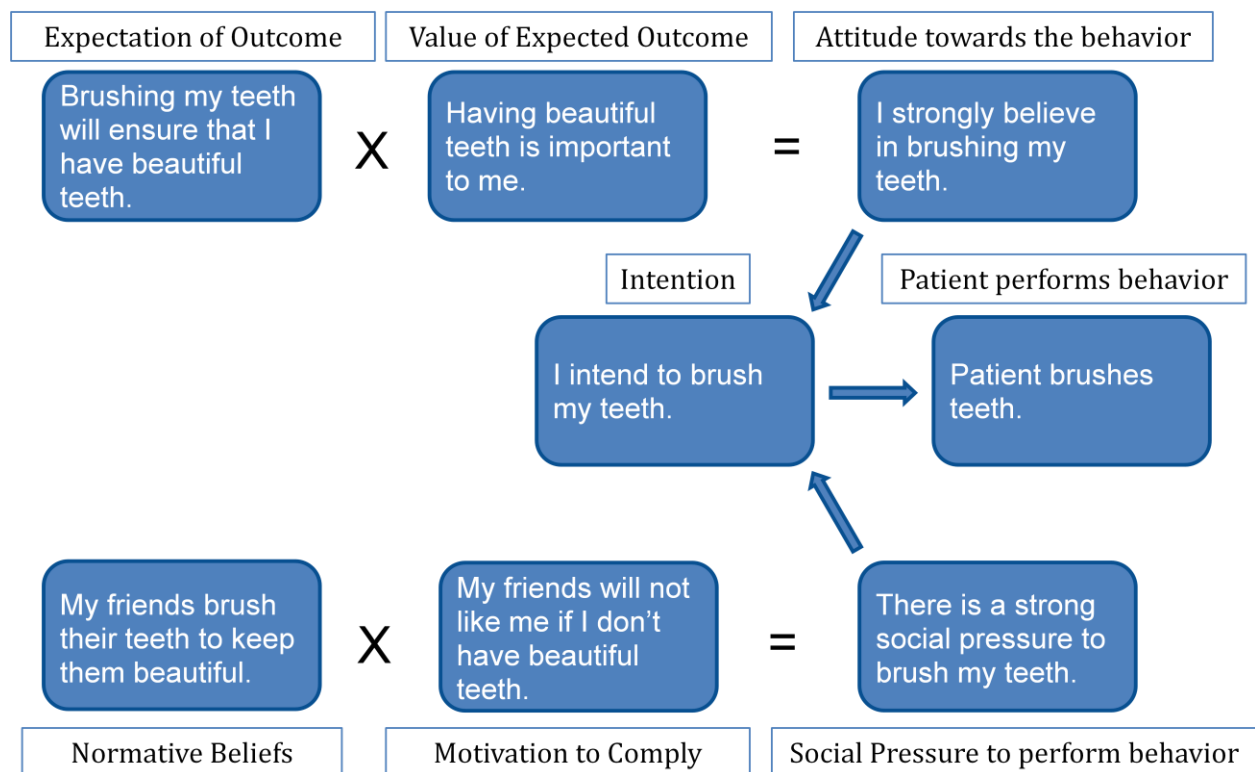 Expectation of Outcome
Value of Expected Outcome
Attitude towards the behavior
Brushing my teeth
will ensure that I
have beautiful
teeth.
X
Having beautiful
teeth is important
to me.
=
I strongly believe
in brushing my
teeth.
Intention
Patient performs behavior
I intend to brush
my teeth.
Patient brushes
teeth.
My friends brush
their teeth to keep
them beautiful.
X
My friends will not
like me if I don’t
have beautiful
teeth.
=
There is a strong
social pressure to
brush my teeth.
Normative Beliefs
Motivation to Comply
Social Pressure to perform behavior